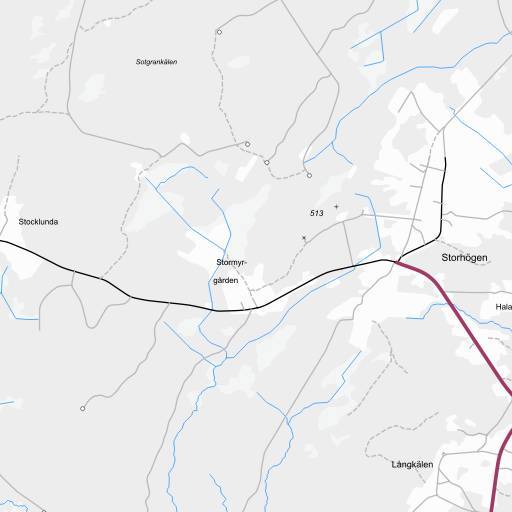 Sotgrankälen
513
Stocklunda
Stormyr-
gården
Storhögen
Hala
Långkälen